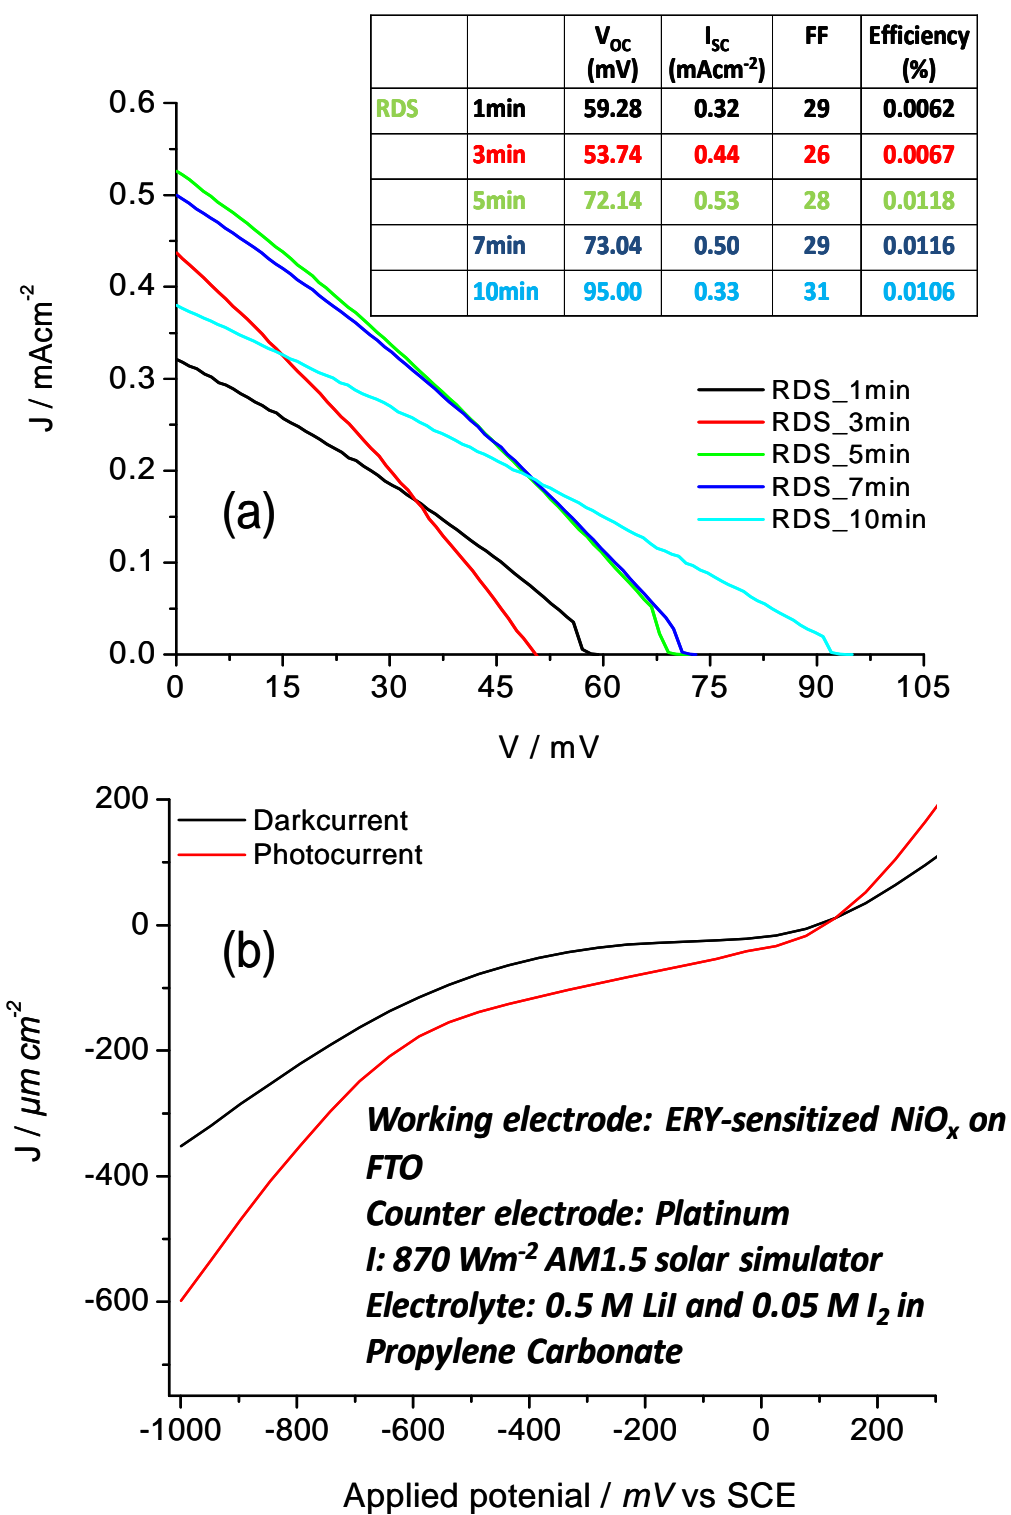 V_OC (mV) I_SC (mAcm⁻²) FF Efficiency (%)
RDS 1min 59.28 0.32 29 0.0062
3min 53.74 0.44 26 0.0067
5min 72.14 0.53 28 0.0118
7min 73.04 0.50 29 0.0116
10min 95.00 0.33 31 0.0106
0.6
0.5
0.4
0.3
0.2
0.1
0.0
J / mAcm⁻²
RDS_1min
RDS_3min
RDS_5min
RDS_7min
RDS_10min
(a)
0 15 30 45 60 75 90 105
V / mV
200
0
-200
-400
-600
J / µm cm⁻²
Darkcurrent
Photocurrent
(b)
Working electrode: ERY-sensitized NiOₓ on
FTO
Counter electrode: Platinum
I: 870 Wm⁻² AM1.5 solar simulator
Electrolyte: 0.5 M LiI and 0.05 M I₂ in
Propylene Carbonate
-1000 -800 -600 -400 -200 0 200
Applied potenial / mV vs SCE